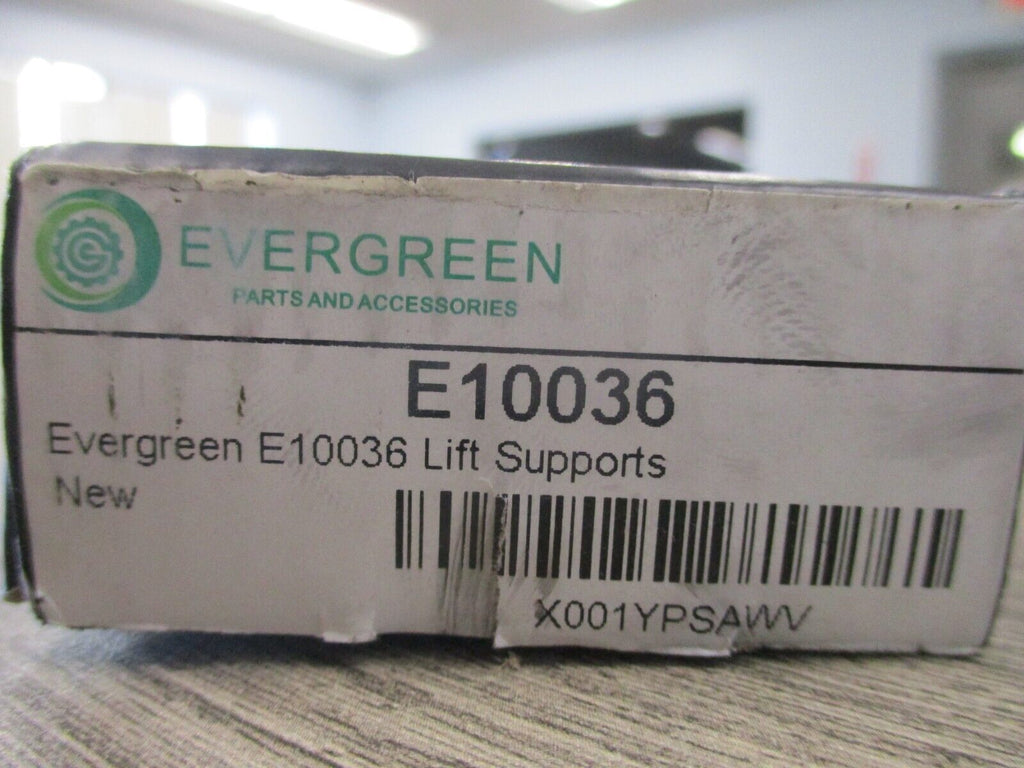 EVERGREEN
PARTS AND ACCESSORIES
E10036
Evergreen E10036 Lift Supports
New
X001YPSAWV